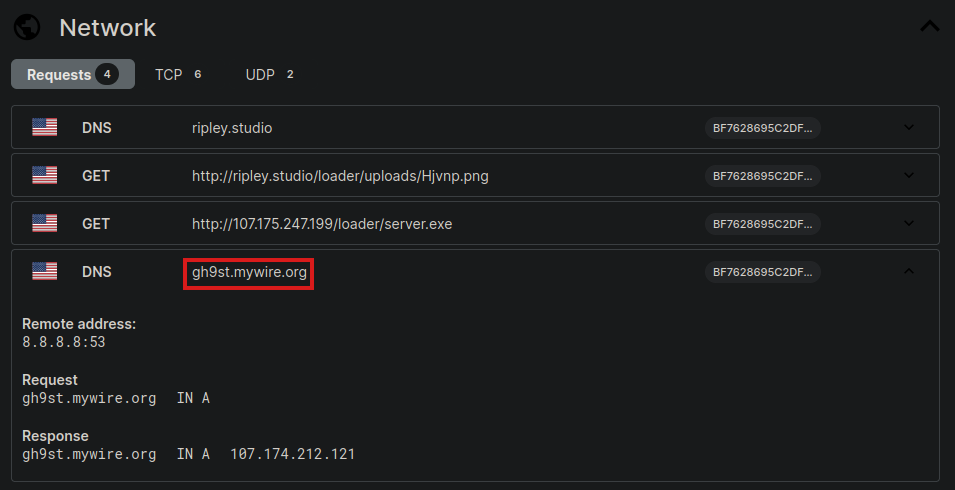 Network
Requests 4 TCP 6 UDP 2
DNS ripley.studio BF7628695C2DF...
GET http://ripley.studio/loader/uploads/Hjvnp.png BF7628695C2DF...
GET http://107.175.247.199/loader/server.exe BF7628695C2DF...
DNS gh9st.mywire.org BF7628695C2DF...
Remote address:
8.8.8.8:53
Request
gh9st.mywire.org IN A
Response
gh9st.mywire.org IN A 107.174.212.121